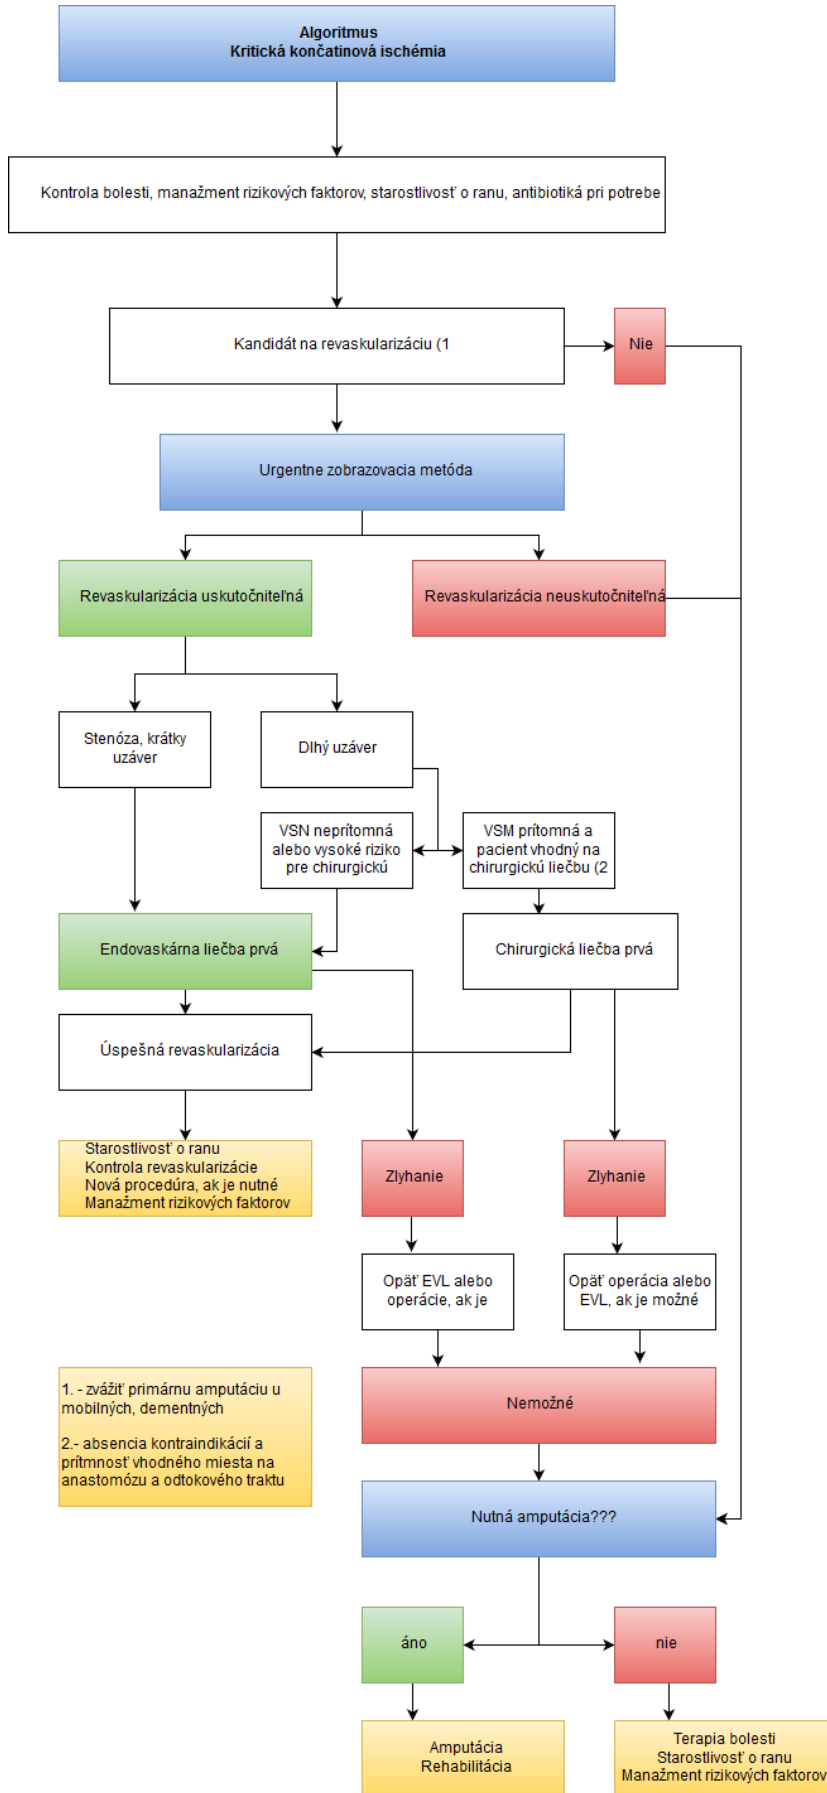 Algoritmus
Kritická končatinová ischémia
Kontrola bolesti, manažment rizikových faktorov, starostlivosť o ranu, antibiotiká pri potrebe
Kandidát na revaskularizáciu (1
Nie
Urgentne zobrazovacia metóda
Revaskularizácia uskutočniteľná
Revaskularizácia neuskutočniteľná
Stenóza, krátky
uzáver
Dlhý uzáver
VSN neprítomná
alebo vysoké riziko
pre chirurgickú
VSM prítomná a
pacient vhodný na
chirurgickú liečbu (2
Endovaskárna liečba prvá
Chirurgická liečba prvá
Úspešná revaskularizácia
Starostlivosť o ranu
Kontrola revaskularizácie
Nová procedúra, ak je nutné
Manažment rizikových faktorov
Zlyhanie
Zlyhanie
Opäť EVL alebo
operácie, ak je
Opäť operácia alebo
EVL, ak je možné
1. - zvážiť primárnu amputáciu u
mobilných, dementných
2.- absencia kontraindikácií a
prítmnosť vhodného miesta na
anastomózu a odtokového traktu
Nemožné
Nutná amputácia???
áno
nie
Amputácia
Rehabilitácia
Terapia bolesti
Starostlivosť o ranu
Manažment rizikových faktorov